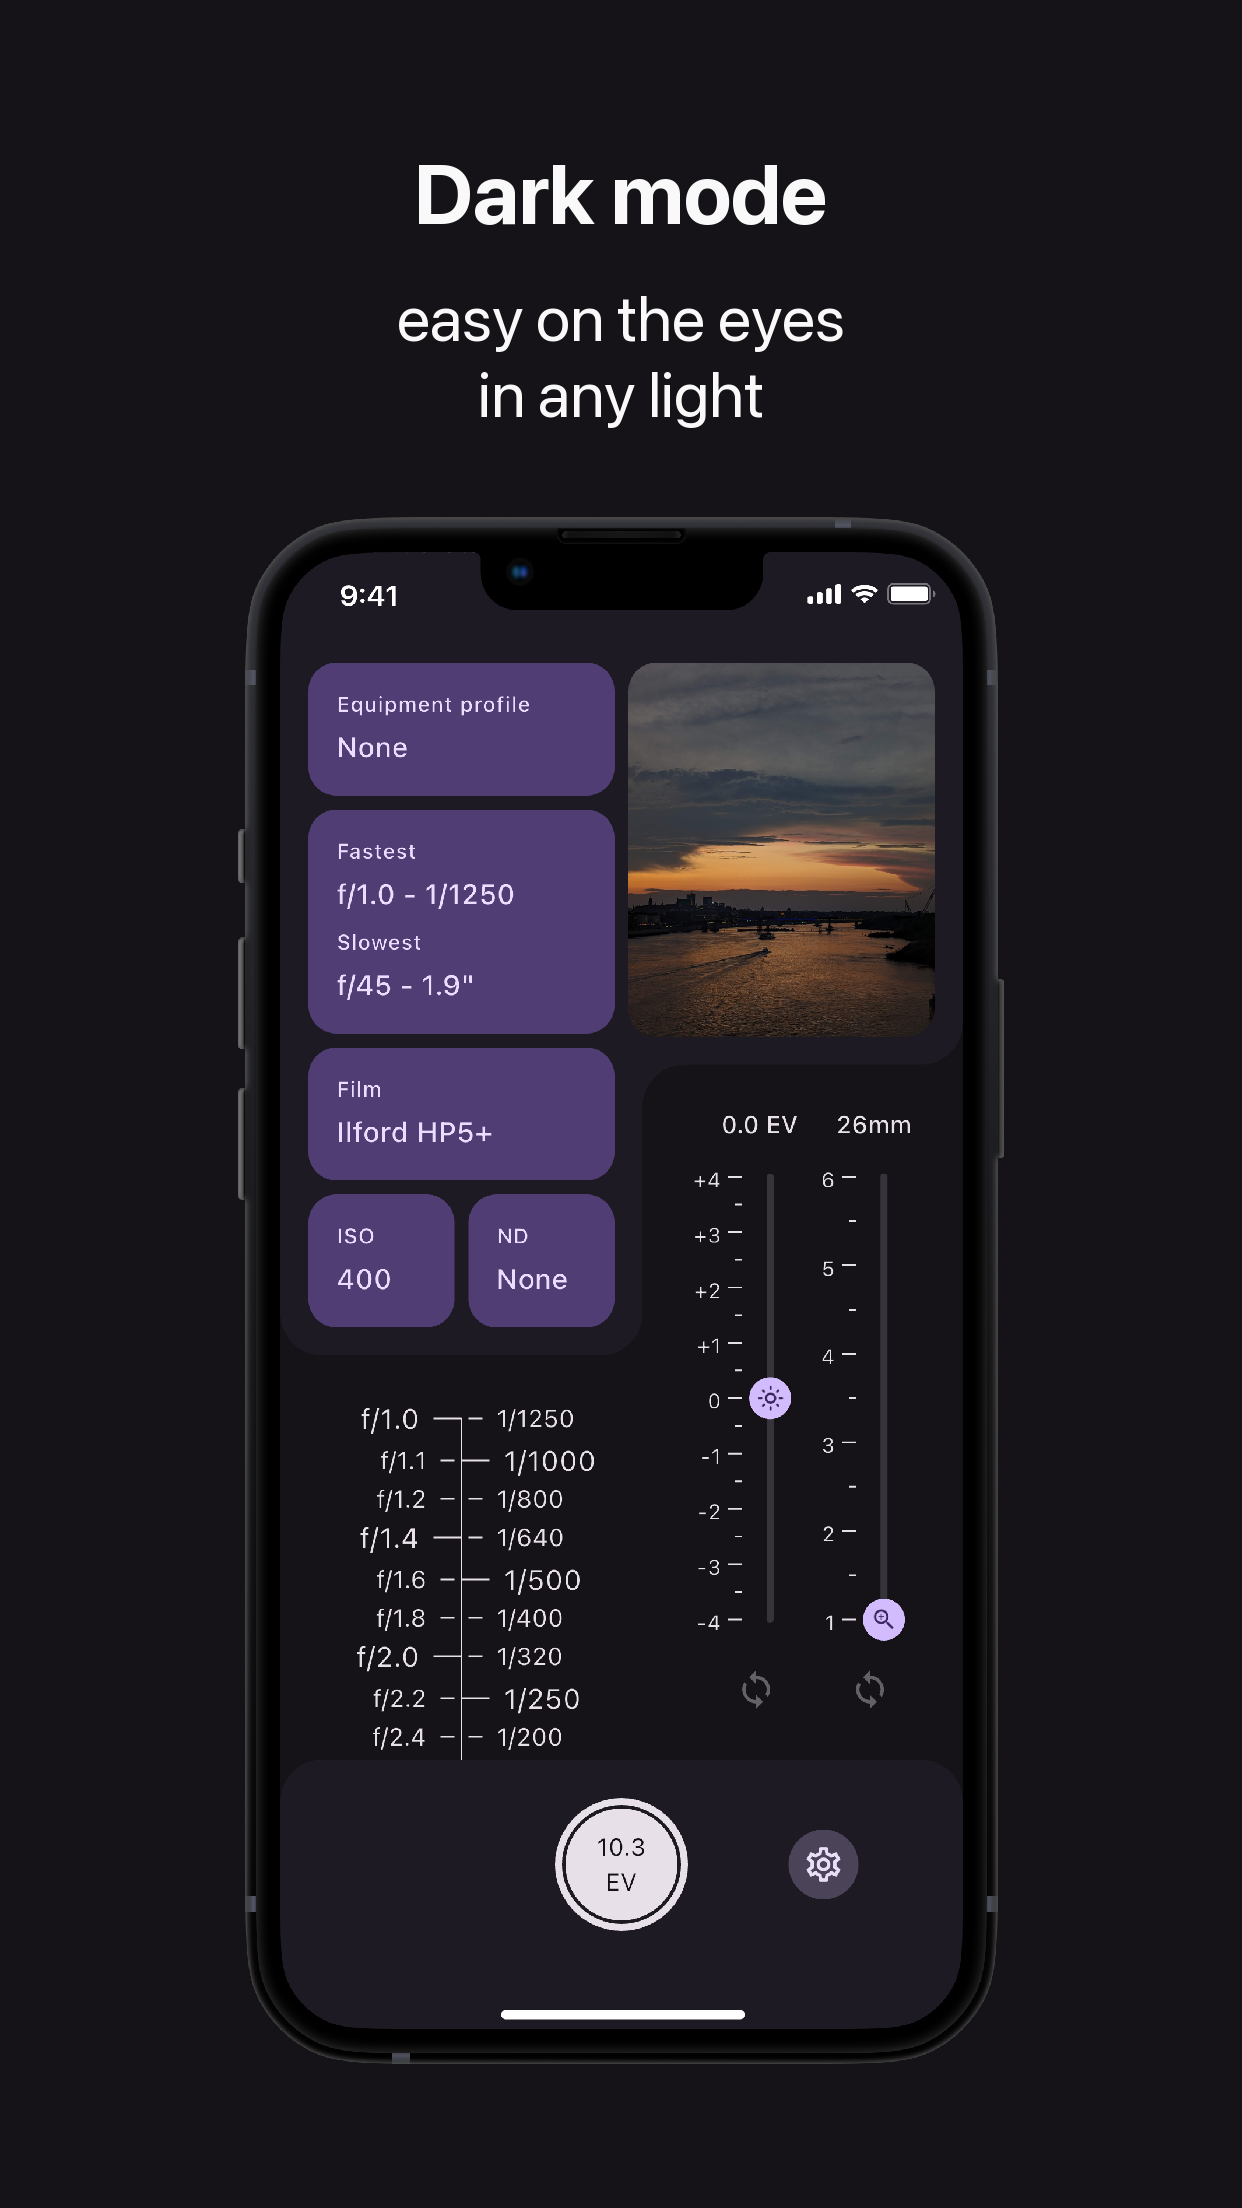 Dark mode
easy on the eyes
in any light
9:41
Equipment profile
None
Fastest
f/1.0 - 1/1250
Slowest
f/45 - 1.9"
Film
Ilford HP5+
ISO
400
ND
None
0.0 EV
26mm
+4
+3
+2
+1
0
-1
-2
-3
-4
6
5
4
3
2
1
f/1.0 1/1250
f/1.1 1/1000
f/1.2 1/800
f/1.4 1/640
f/1.6 1/500
f/1.8 1/400
f/2.0 1/320
f/2.2 1/250
f/2.4 1/200
10.3
EV